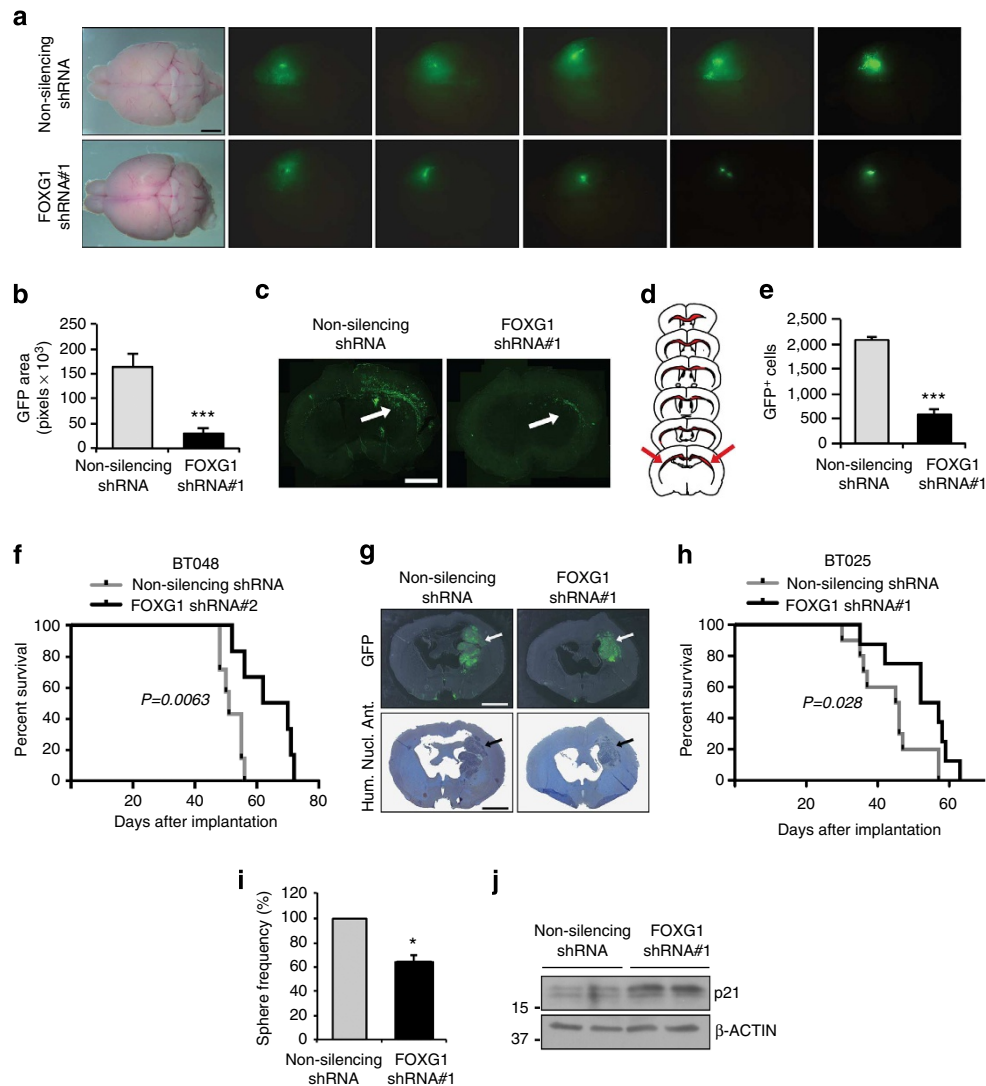 a
Non-silencing
shRNA
FOXG1
shRNA#1
b
GFP area
(pixels × 10³)
250
200
150
100
50
0
***
Non-silencing
shRNA
FOXG1
shRNA#1
c
Non-silencing
shRNA
FOXG1
shRNA#1
d
e
GFP⁺ cells
2,500
2,000
1,500
1,000
500
0
***
Non-silencing
shRNA
FOXG1
shRNA#1
f
BT048
Non-silencing shRNA
FOXG1 shRNA#2
Percent survival
100
80
60
40
20
0
P=0.0063
20
40
60
80
Days after implantation
g
Non-silencing
shRNA
FOXG1
shRNA#1
GFP
Hum. Nucl. Ant.
h
BT025
Non-silencing shRNA
FOXG1 shRNA#1
Percent survival
100
80
60
40
20
0
P=0.028
20
40
60
Days after implantation
i
Sphere frequency (%)
120
100
80
60
40
20
0
*
Non-silencing
shRNA
FOXG1
shRNA#1
j
Non-silencing
shRNA
FOXG1
shRNA#1
15
p21
37
β-ACTIN